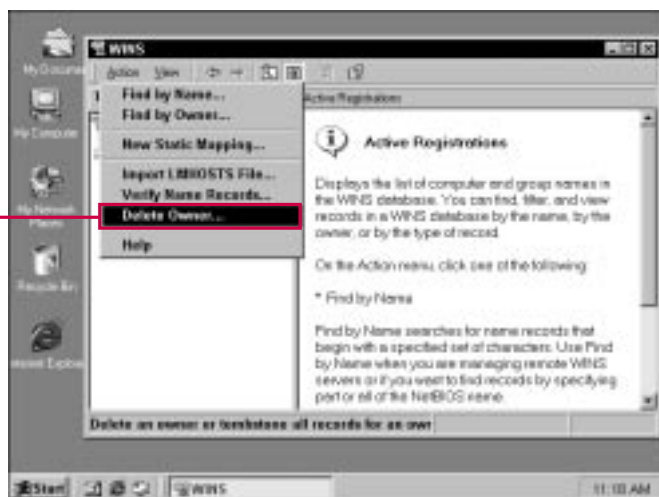 WINS
My Docume
Action View
Active Registrations
Find by Name...
Find by Owner...
New Static Mapping...
Import LMHOSTS File...
Verify Name Records...
Delete Owner...
Help
My Computer
My Network
Places
Recycle Bin
Internet Explore
Active Registrations
Displays the list of computer and group names in
the WINS database. You can find, filter, and view
records in a WINS database by the name, by the
owner, or by the type of record.
On the Action menu, click one of the following:
* Find by Name
Find by Name searches for name records that
begin with a specified set of characters. Use Find
by Name when you are managing remote WINS
servers or if you want to find records by specifying
part or all of the NetBIOS name.
Delete an owner or tombstone all records for an owr
Start
WINS